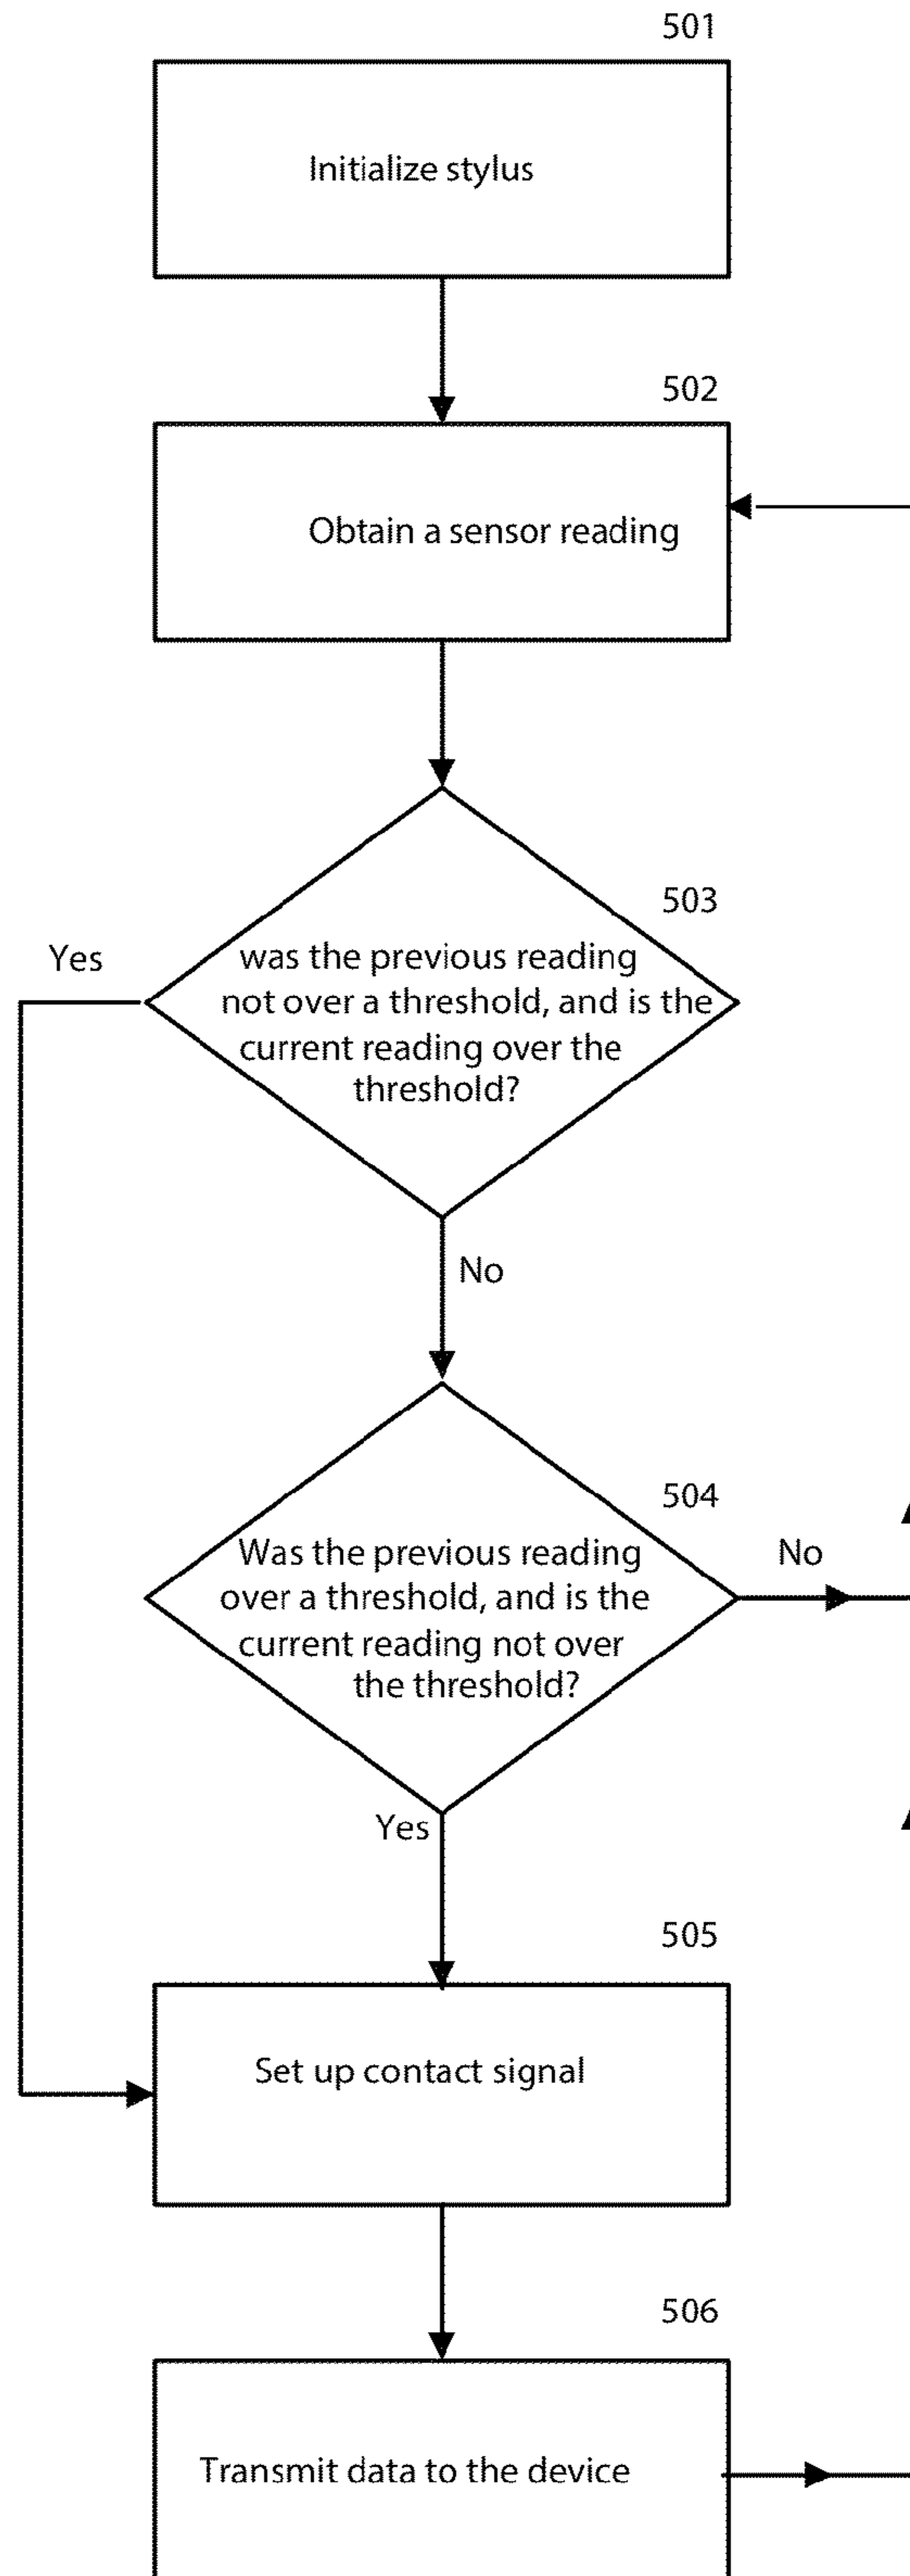 501
Initialize stylus
502
Obtain a sensor reading
503
Yes
was the previous reading
not over a threshold, and is the
current reading over the
threshold?
No
504
No
Was the previous reading
over a threshold, and is the
current reading not over
the threshold?
Yes
505
Set up contact signal
506
Transmit data to the device